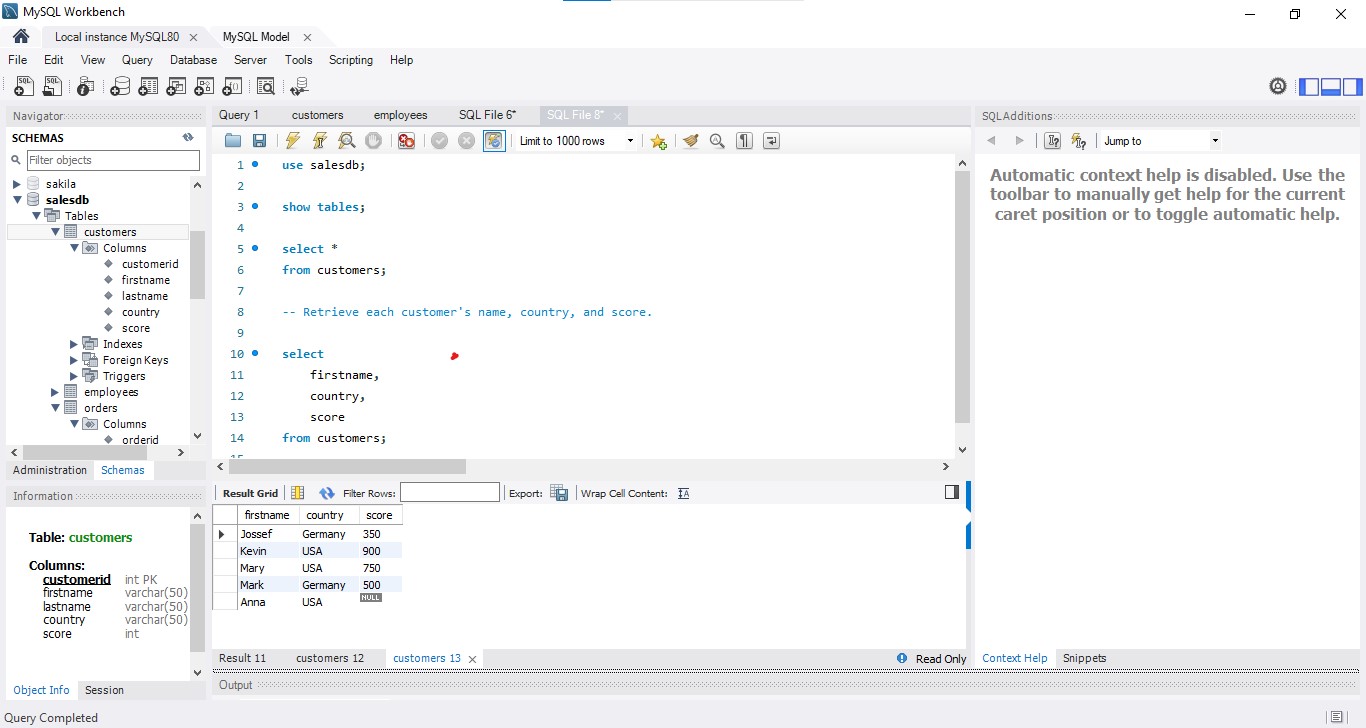 MySQL Workbench
Local instance MySQL80
MySQL Model
File Edit View Query Database Server Tools Scripting Help
Navigator
SCHEMAS
Filter objects
sakila
salesdb
Tables
customers
Columns
customerid
firstname
lastname
country
score
Indexes
Foreign Keys
Triggers
employees
orders
Columns
orderid
Administration Schemas
Information
Table: customers
Columns:
customerid int PK
firstname varchar(50)
lastname varchar(50)
country varchar(50)
score int
Object Info Session
Query 1 customers employees SQL File 6* SQL File 8*
Limit to 1000 rows
1 use salesdb;
2
3 show tables;
4
5 select *
6 from customers;
7
8 -- Retrieve each customer's name, country, and score.
9
10 select
11 firstname,
12 country,
13 score
14 from customers;
Result Grid Filter Rows: Export: Wrap Cell Content:
firstname country score
Jossef Germany 350
Kevin USA 900
Mary USA 750
Mark Germany 500
Anna USA NULL
Result 11 customers 12 customers 13 Read Only
Output
SQLAdditions
Jump to
Automatic context help is disabled. Use the
toolbar to manually get help for the current
caret position or to toggle automatic help.
Context Help Snippets
Query Completed